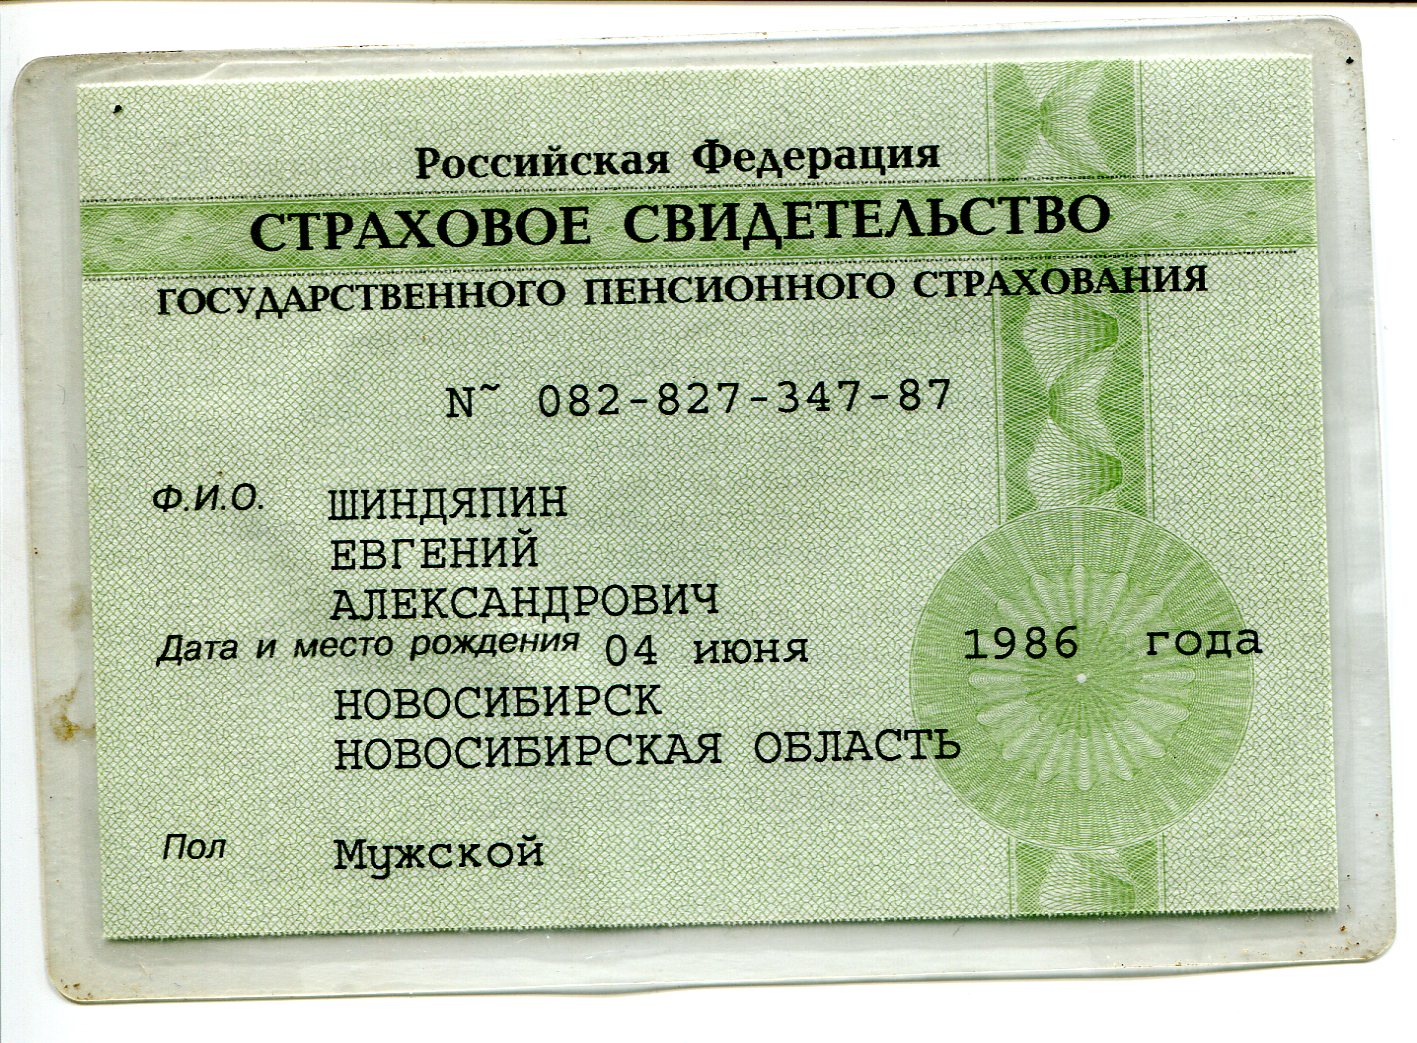 Российская Федерация
СТРАХОВОЕ СВИДЕТЕЛЬСТВО
ГОСУДАРСТВЕННОГО ПЕНСИОННОГО СТРАХОВАНИЯ
N~ 082-827-347-87
Ф.И.О. ШИНДЯПИН
ЕВГЕНИЙ
АЛЕКСАНДРОВИЧ
Дата и место рождения 04 июня 1986 года
НОВОСИБИРСК
НОВОСИБИРСКАЯ ОБЛАСТЬ
Пол Мужской